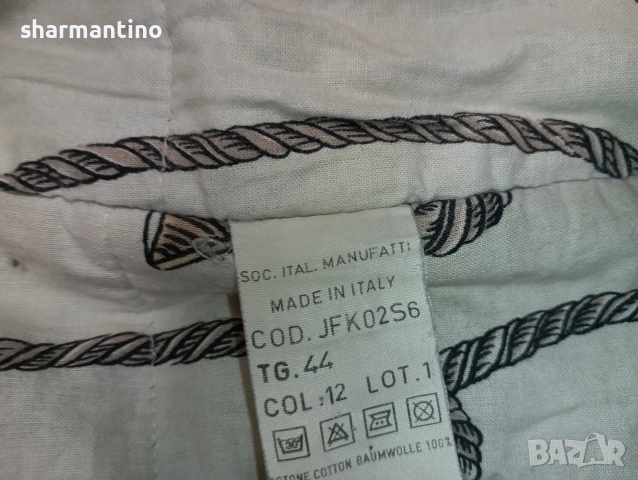 sharmantino
SOC. ITAL. MANUFATTI
MADE IN ITALY
COD. JFK02S6
TG. 44
COL:12 LOT.1
30
COTONE COTTON BAUMWOLLE 100%
BAZAR